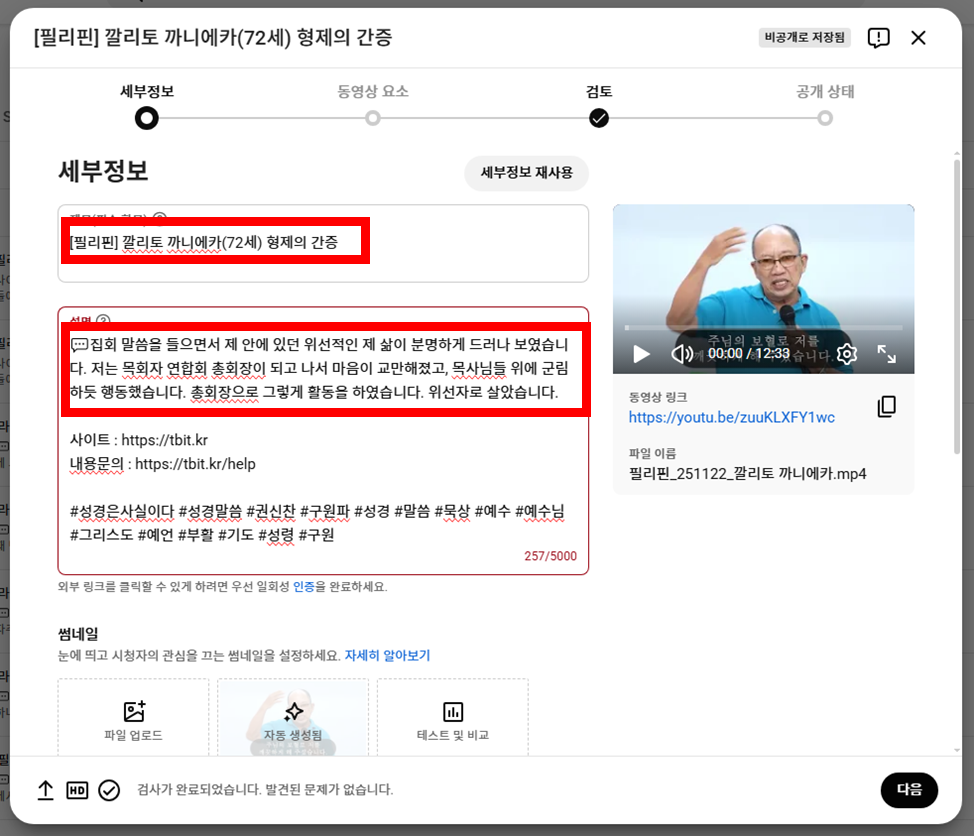 [필리핀] 깔리토 까니에카(72세) 형제의 간증
비공개로 저장됨
세부정보
동영상 요소
검토
공개 상태
세부정보
세부정보 재사용
[필리핀] 깔리토 까니에카(72세) 형제의 간증
설명
💬집회 말씀을 들으면서 제 안에 있던 위선적인 제 삶이 분명하게 드러나 보였습니
다. 저는 목회자 연합회 총회장이 되고 나서 마음이 교만해졌고, 목사님들 위에 군림
하듯 행동했습니다. 총회장으로 그렇게 활동을 하였습니다. 위선자로 살았습니다.
사이트 : https://tbit.kr
내용문의 : https://tbit.kr/help
#성경은사실이다 #성경말씀 #권신찬 #구원파 #성경 #말씀 #묵상 #예수 #예수님
#그리스도 #예언 #부활 #기도 #성령 #구원
257/5000
외부 링크를 클릭할 수 있게 하려면 우선 일회성 인증을 완료하세요.
주님의 보혈로 저를
00:00 / 12:33
동영상 링크
https://youtu.be/zuuKLXFY1wc
파일 이름
필리핀_251122_깔리토 까니에카.mp4
썸네일
눈에 띄고 시청자의 관심을 끄는 썸네일을 설정하세요. 자세히 알아보기
파일 업로드
자동 생성됨
테스트 및 비교
HD
검사가 완료되었습니다. 발견된 문제가 없습니다.
다음